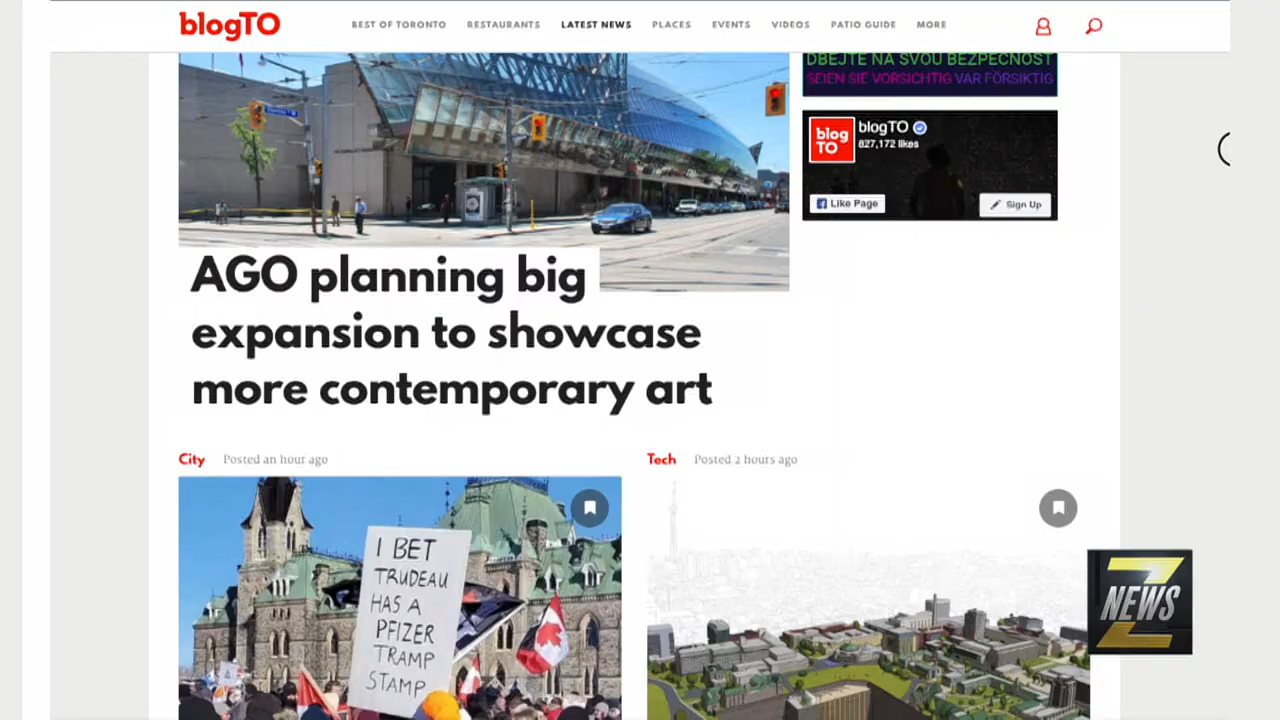 blogTO
BEST OF TORONTO RESTAURANTS LATEST NEWS PLACES EVENTS VIDEOS PATIO GUIDE MORE
DBEJTE NA SVOU BEZPEČNOST
SEIEN SIE VORSICHTIG VAR FÖRSIKTIG
blog
TO
blogTO
827,172 likes
Like Page
Sign Up
AGO planning big
expansion to showcase
more contemporary art
City Posted an hour ago
Tech Posted 2 hours ago
I BET
TRUDEAU
HAS A
PFIZER
TRAMP
STAMP
Z
NEWS